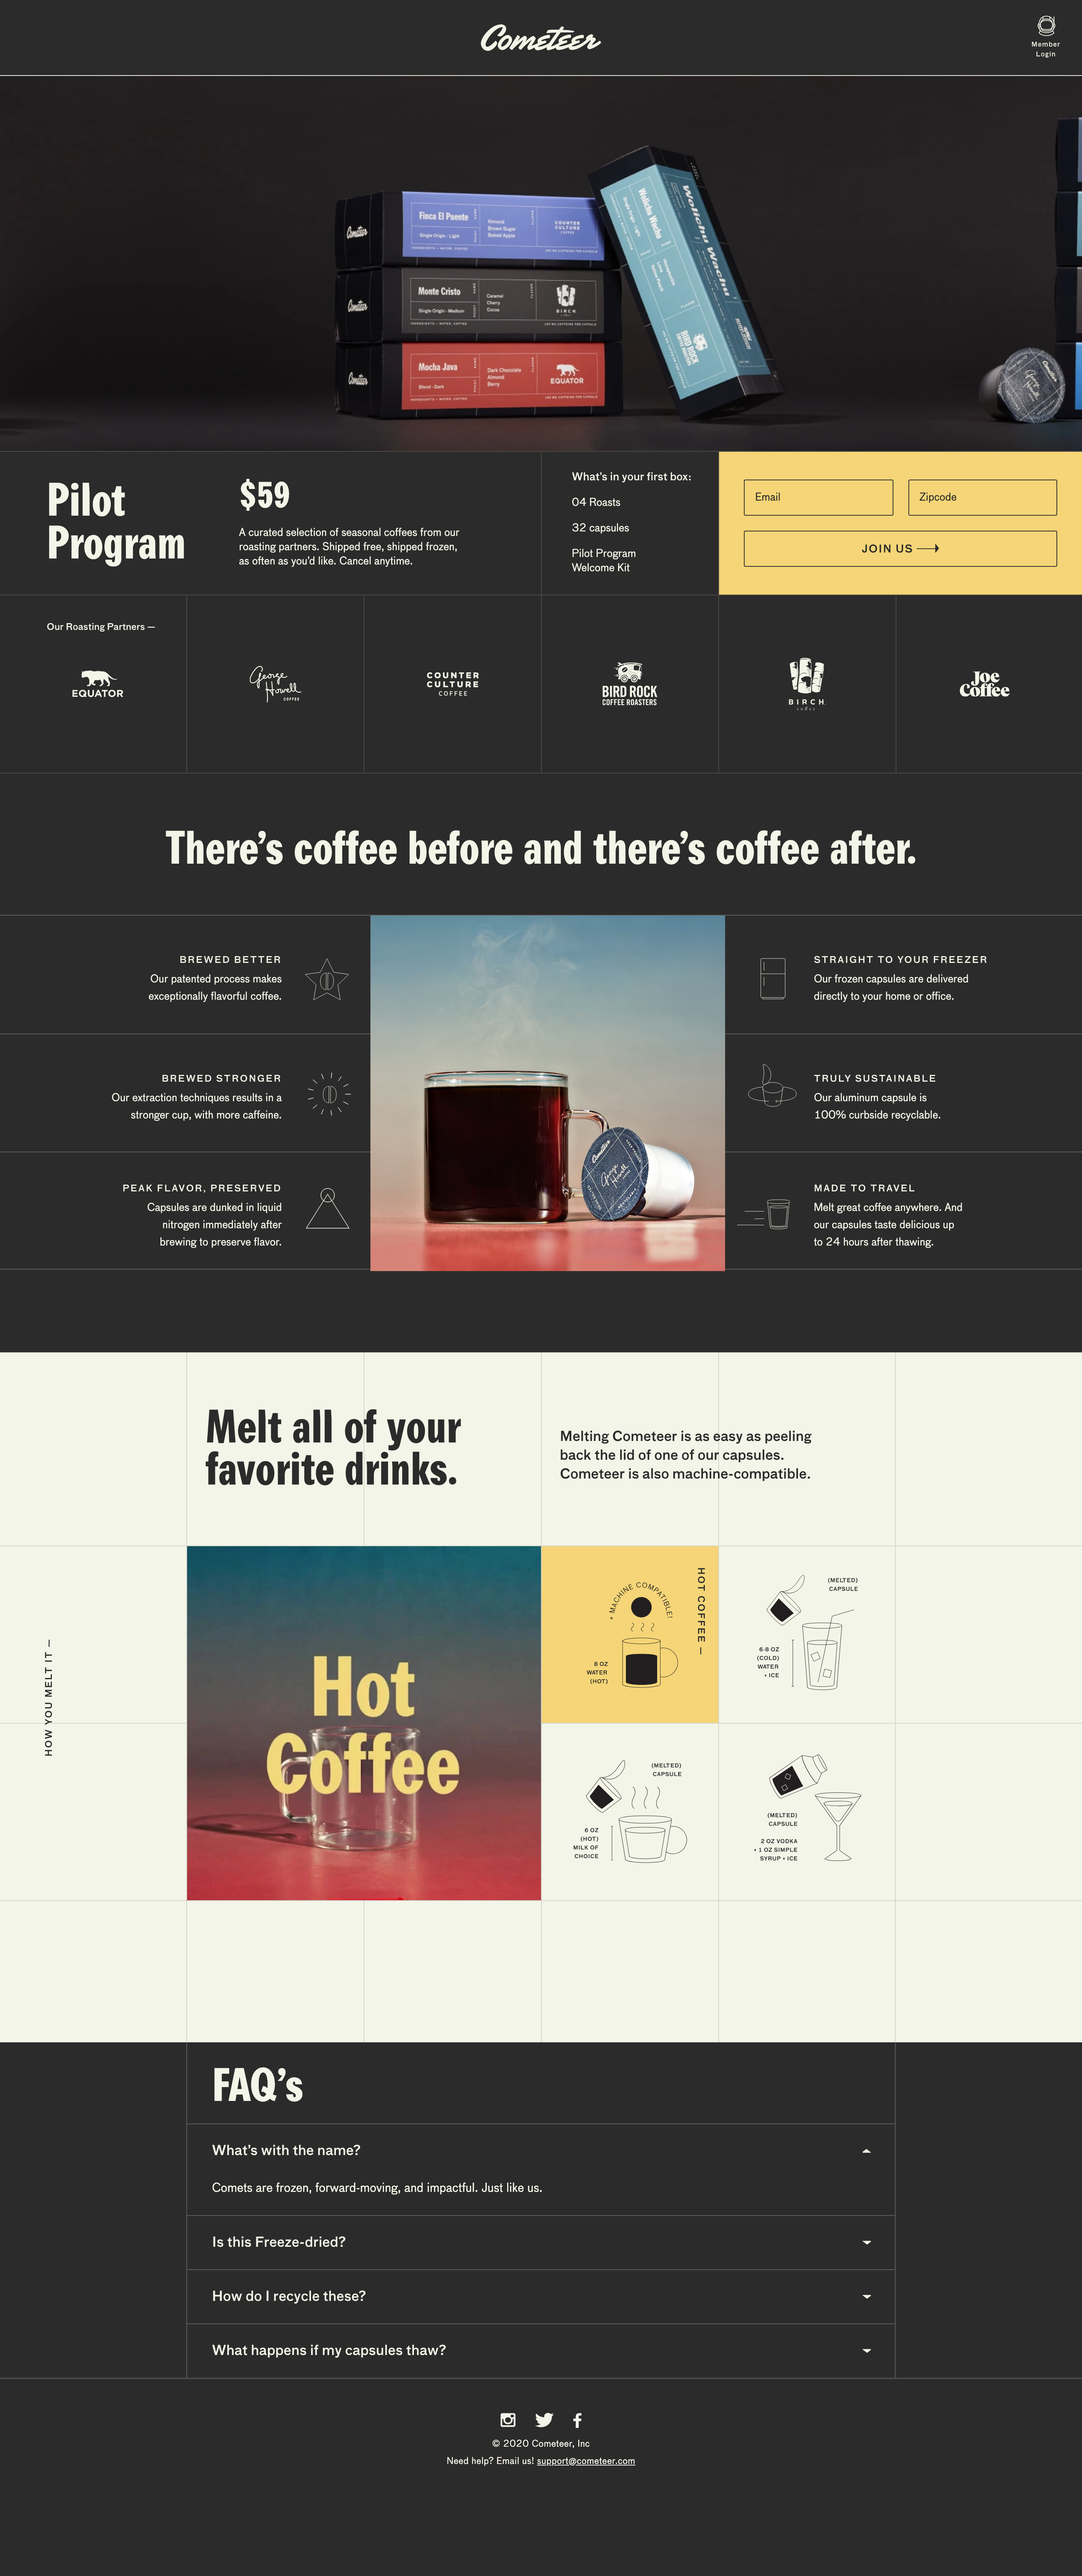 Cometeer
Member
Login
Cometeer
Finca El Puente
Single Origin - Light
Almond
Brown Sugar
Baked Apple
COUNTER
CULTURE
COFFEE
Cometeer
Monte Cristo
Single Origin - Medium
Caramel
Cherry
Cocoa
BIRCH
Cometeer
Mocha Java
Blend - Dark
Dark Chocolate
Almond
Berry
EQUATOR
Wolichu Wachu
Wolichu Wachu
BIRD ROCK
Pilot
Program
$59
A curated selection of seasonal coffees from our
roasting partners. Shipped free, shipped frozen,
as often as you'd like. Cancel anytime.
What's in your first box:
04 Roasts
32 capsules
Pilot Program
Welcome Kit
Email
Zipcode
JOIN US
Our Roasting Partners —
EQUATOR
George
Howell
COFFEE
COUNTER
CULTURE
COFFEE
BIRD ROCK
COFFEE ROASTERS
BIRCH
coffee
Joe
Coffee
There's coffee before and there's coffee after.
BREWED BETTER
Our patented process makes
exceptionally flavorful coffee.
BREWED STRONGER
Our extraction techniques results in a
stronger cup, with more caffeine.
PEAK FLAVOR, PRESERVED
Capsules are dunked in liquid
nitrogen immediately after
brewing to preserve flavor.
Cometeer
George
Howell
STRAIGHT TO YOUR FREEZER
Our frozen capsules are delivered
directly to your home or office.
TRULY SUSTAINABLE
Our aluminum capsule is
100% curbside recyclable.
MADE TO TRAVEL
Melt great coffee anywhere. And
our capsules taste delicious up
to 24 hours after thawing.
Melt all of your
favorite drinks.
Melting Cometeer is as easy as peeling
back the lid of one of our capsules.
Cometeer is also machine-compatible.
HOW YOU MELT IT —
Hot
Coffee
+ MACHINE COMPATIBLE!
8 OZ
WATER
(HOT)
HOT COFFEE —
(MELTED)
CAPSULE
6-8 OZ
(COLD)
WATER
+ ICE
(MELTED)
CAPSULE
6 OZ
(HOT)
MILK OF
CHOICE
(MELTED)
CAPSULE
2 OZ VODKA
+ 1 OZ SIMPLE
SYRUP + ICE
FAQ's
What's with the name?
Comets are frozen, forward-moving, and impactful. Just like us.
Is this Freeze-dried?
How do I recycle these?
What happens if my capsules thaw?
© 2020 Cometeer, Inc
Need help? Email us! support@cometeer.com